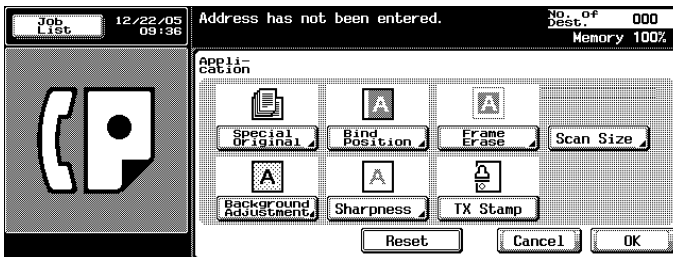 Job
List
12/22/05
09:36
Address has not been entered.
No. of
Dest.
000
Memory 100%
Appli-
cation
A
A
Special
Original
Bind
Position
Frame
Erase
Scan Size
A
A
Background
Adjustment
Sharpness
TX Stamp
Reset
Cancel
OK